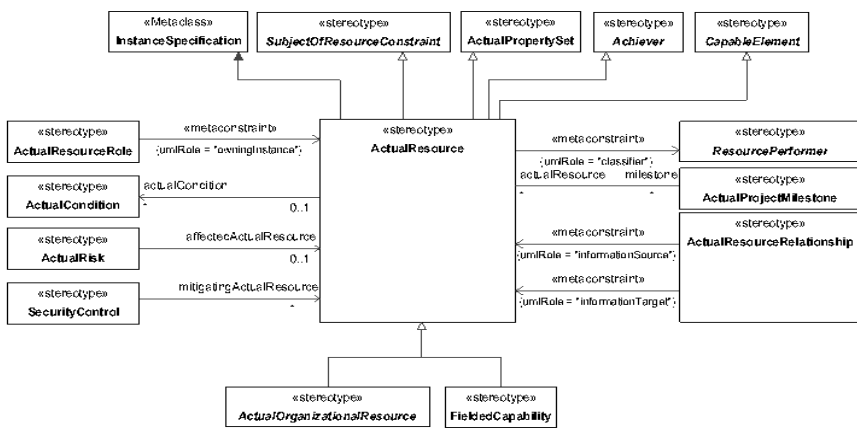 «Metaclass»
InstanceSpecification
«stereotype»
SubjectOfResourceConstraint
«stereotype»
ActualPropertySet
«stereotype»
Achiever
«stereotype»
CapableElement
«stereotype»
ActualResourceRole
«metaconstraint»
{umlRole = "owningInstance"}
«stereotype»
ActualResource
«metaconstraint»
{umlRole = "classifier"}
«stereotype»
ResourcePerformer
«stereotype»
ActualCondition
actualCondition
*
0..1
actualResource
*
milestone
*
«stereotype»
ActualProjectMilestone
«stereotype»
ActualRisk
affectedActualResource
0..1
«metaconstraint»
{umlRole = "informationSource"}
«stereotype»
ActualResourceRelationship
«stereotype»
SecurityControl
mitigatingActualResource
*
«metaconstraint»
{umlRole = "informationTarget"}
«stereotype»
ActualOrganizationalResource
«stereotype»
FieldedCapability